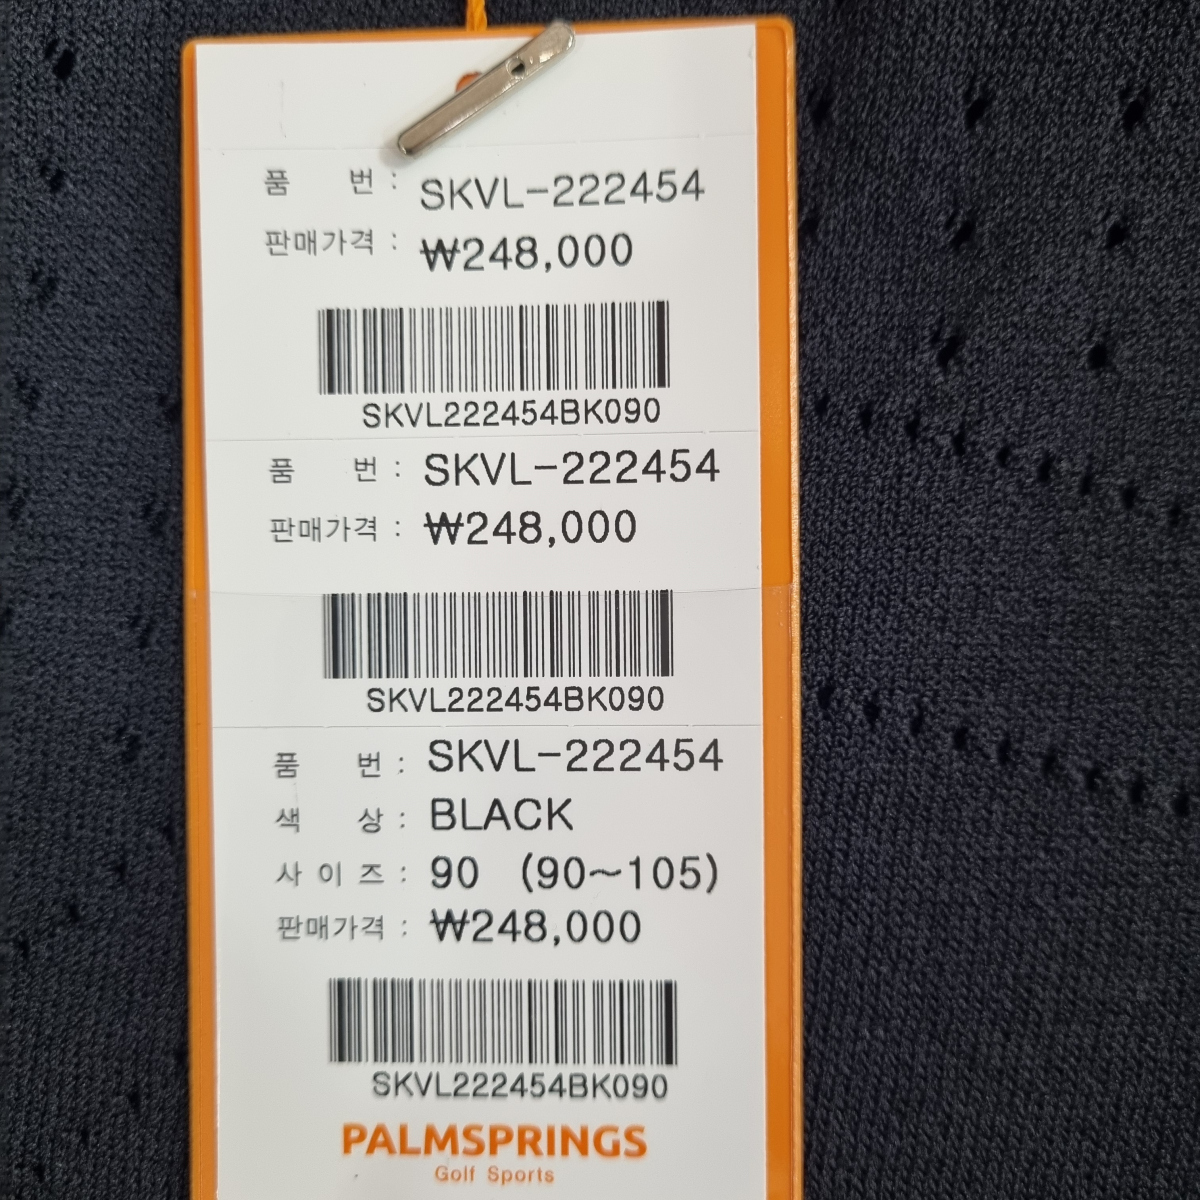 품 번 : SKVL-222454
판매가격 : ₩248,000
SKVL222454BK090
품 번 : SKVL-222454
판매가격 : ₩248,000
SKVL222454BK090
품 번 : SKVL-222454
색 상 : BLACK
사 이 즈 : 90 (90~105)
판매가격 : ₩248,000
SKVL222454BK090
PALMSPRINGS
Golf Sports